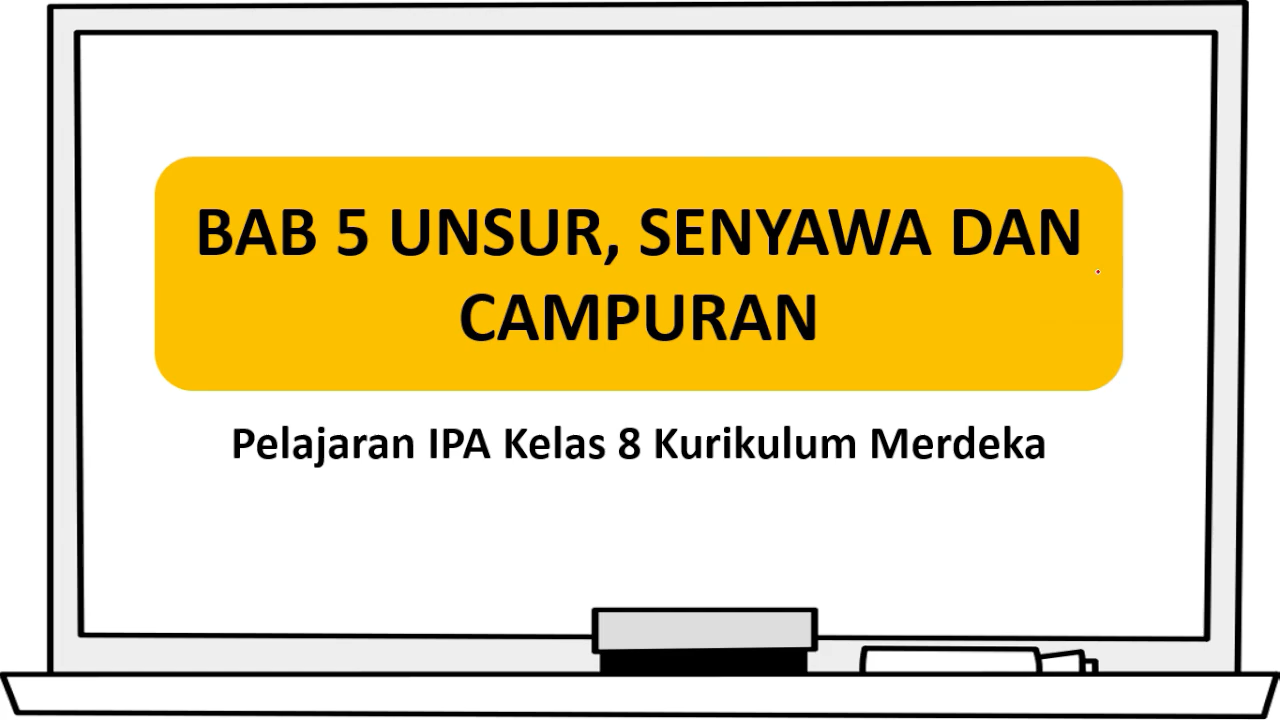 BAB 5 UNSUR, SENYAWA DAN
CAMPURAN
Pelajaran IPA Kelas 8 Kurikulum Merdeka